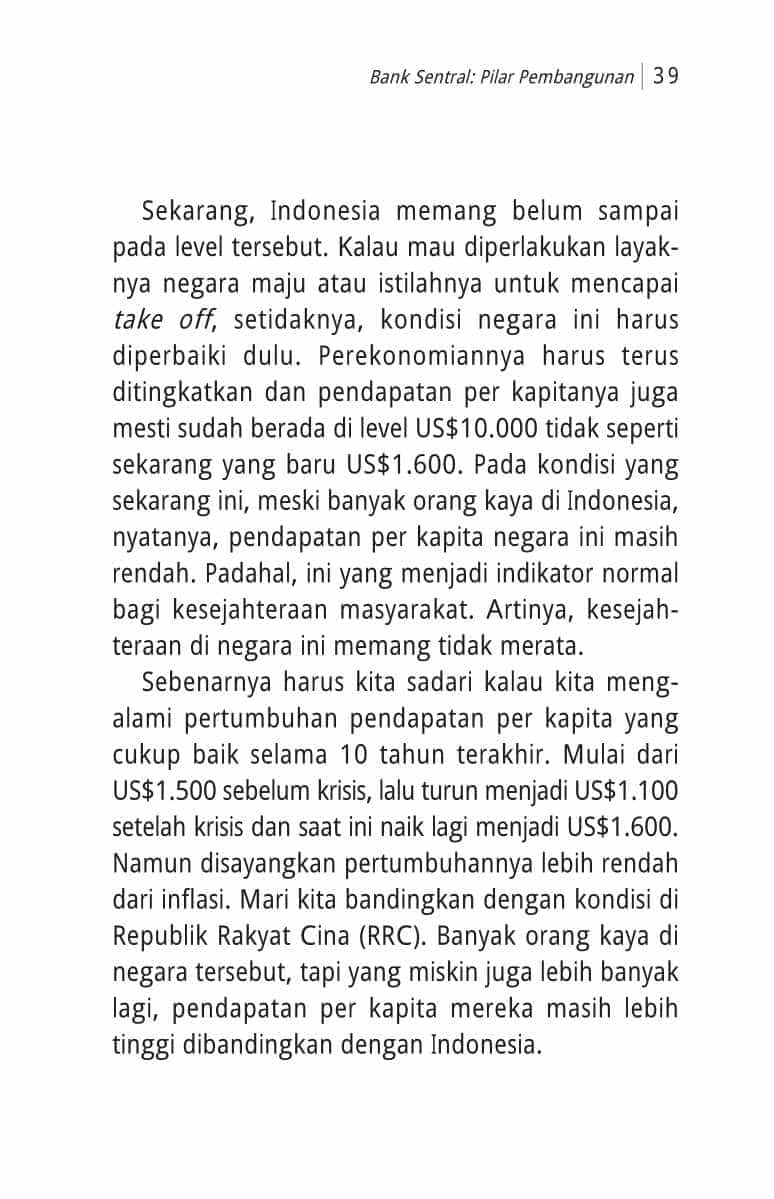 Bank Sentral: Pilar Pembangunan | 39
Sekarang, Indonesia memang belum sampai
pada level tersebut. Kalau mau diperlakukan layak-
nya negara maju atau istilahnya untuk mencapai
take off, setidaknya, kondisi negara ini harus
diperbaiki dulu. Perekonomiannya harus terus
ditingkatkan dan pendapatan per kapitanya juga
mesti sudah berada di level US$10.000 tidak seperti
sekarang yang baru US$1.600. Pada kondisi yang
sekarang ini, meski banyak orang kaya di Indonesia,
nyatanya, pendapatan per kapita negara ini masih
rendah. Padahal, ini yang menjadi indikator normal
bagi kesejahteraan masyarakat. Artinya, kesejah-
teraan di negara ini memang tidak merata.
Sebenarnya harus kita sadari kalau kita meng-
alami pertumbuhan pendapatan per kapita yang
cukup baik selama 10 tahun terakhir. Mulai dari
US$1.500 sebelum krisis, lalu turun menjadi US$1.100
setelah krisis dan saat ini naik lagi menjadi US$1.600.
Namun disayangkan pertumbuhannya lebih rendah
dari inflasi. Mari kita bandingkan dengan kondisi di
Republik Rakyat Cina (RRC). Banyak orang kaya di
negara tersebut, tapi yang miskin juga lebih banyak
lagi, pendapatan per kapita mereka masih lebih
tinggi dibandingkan dengan Indonesia.